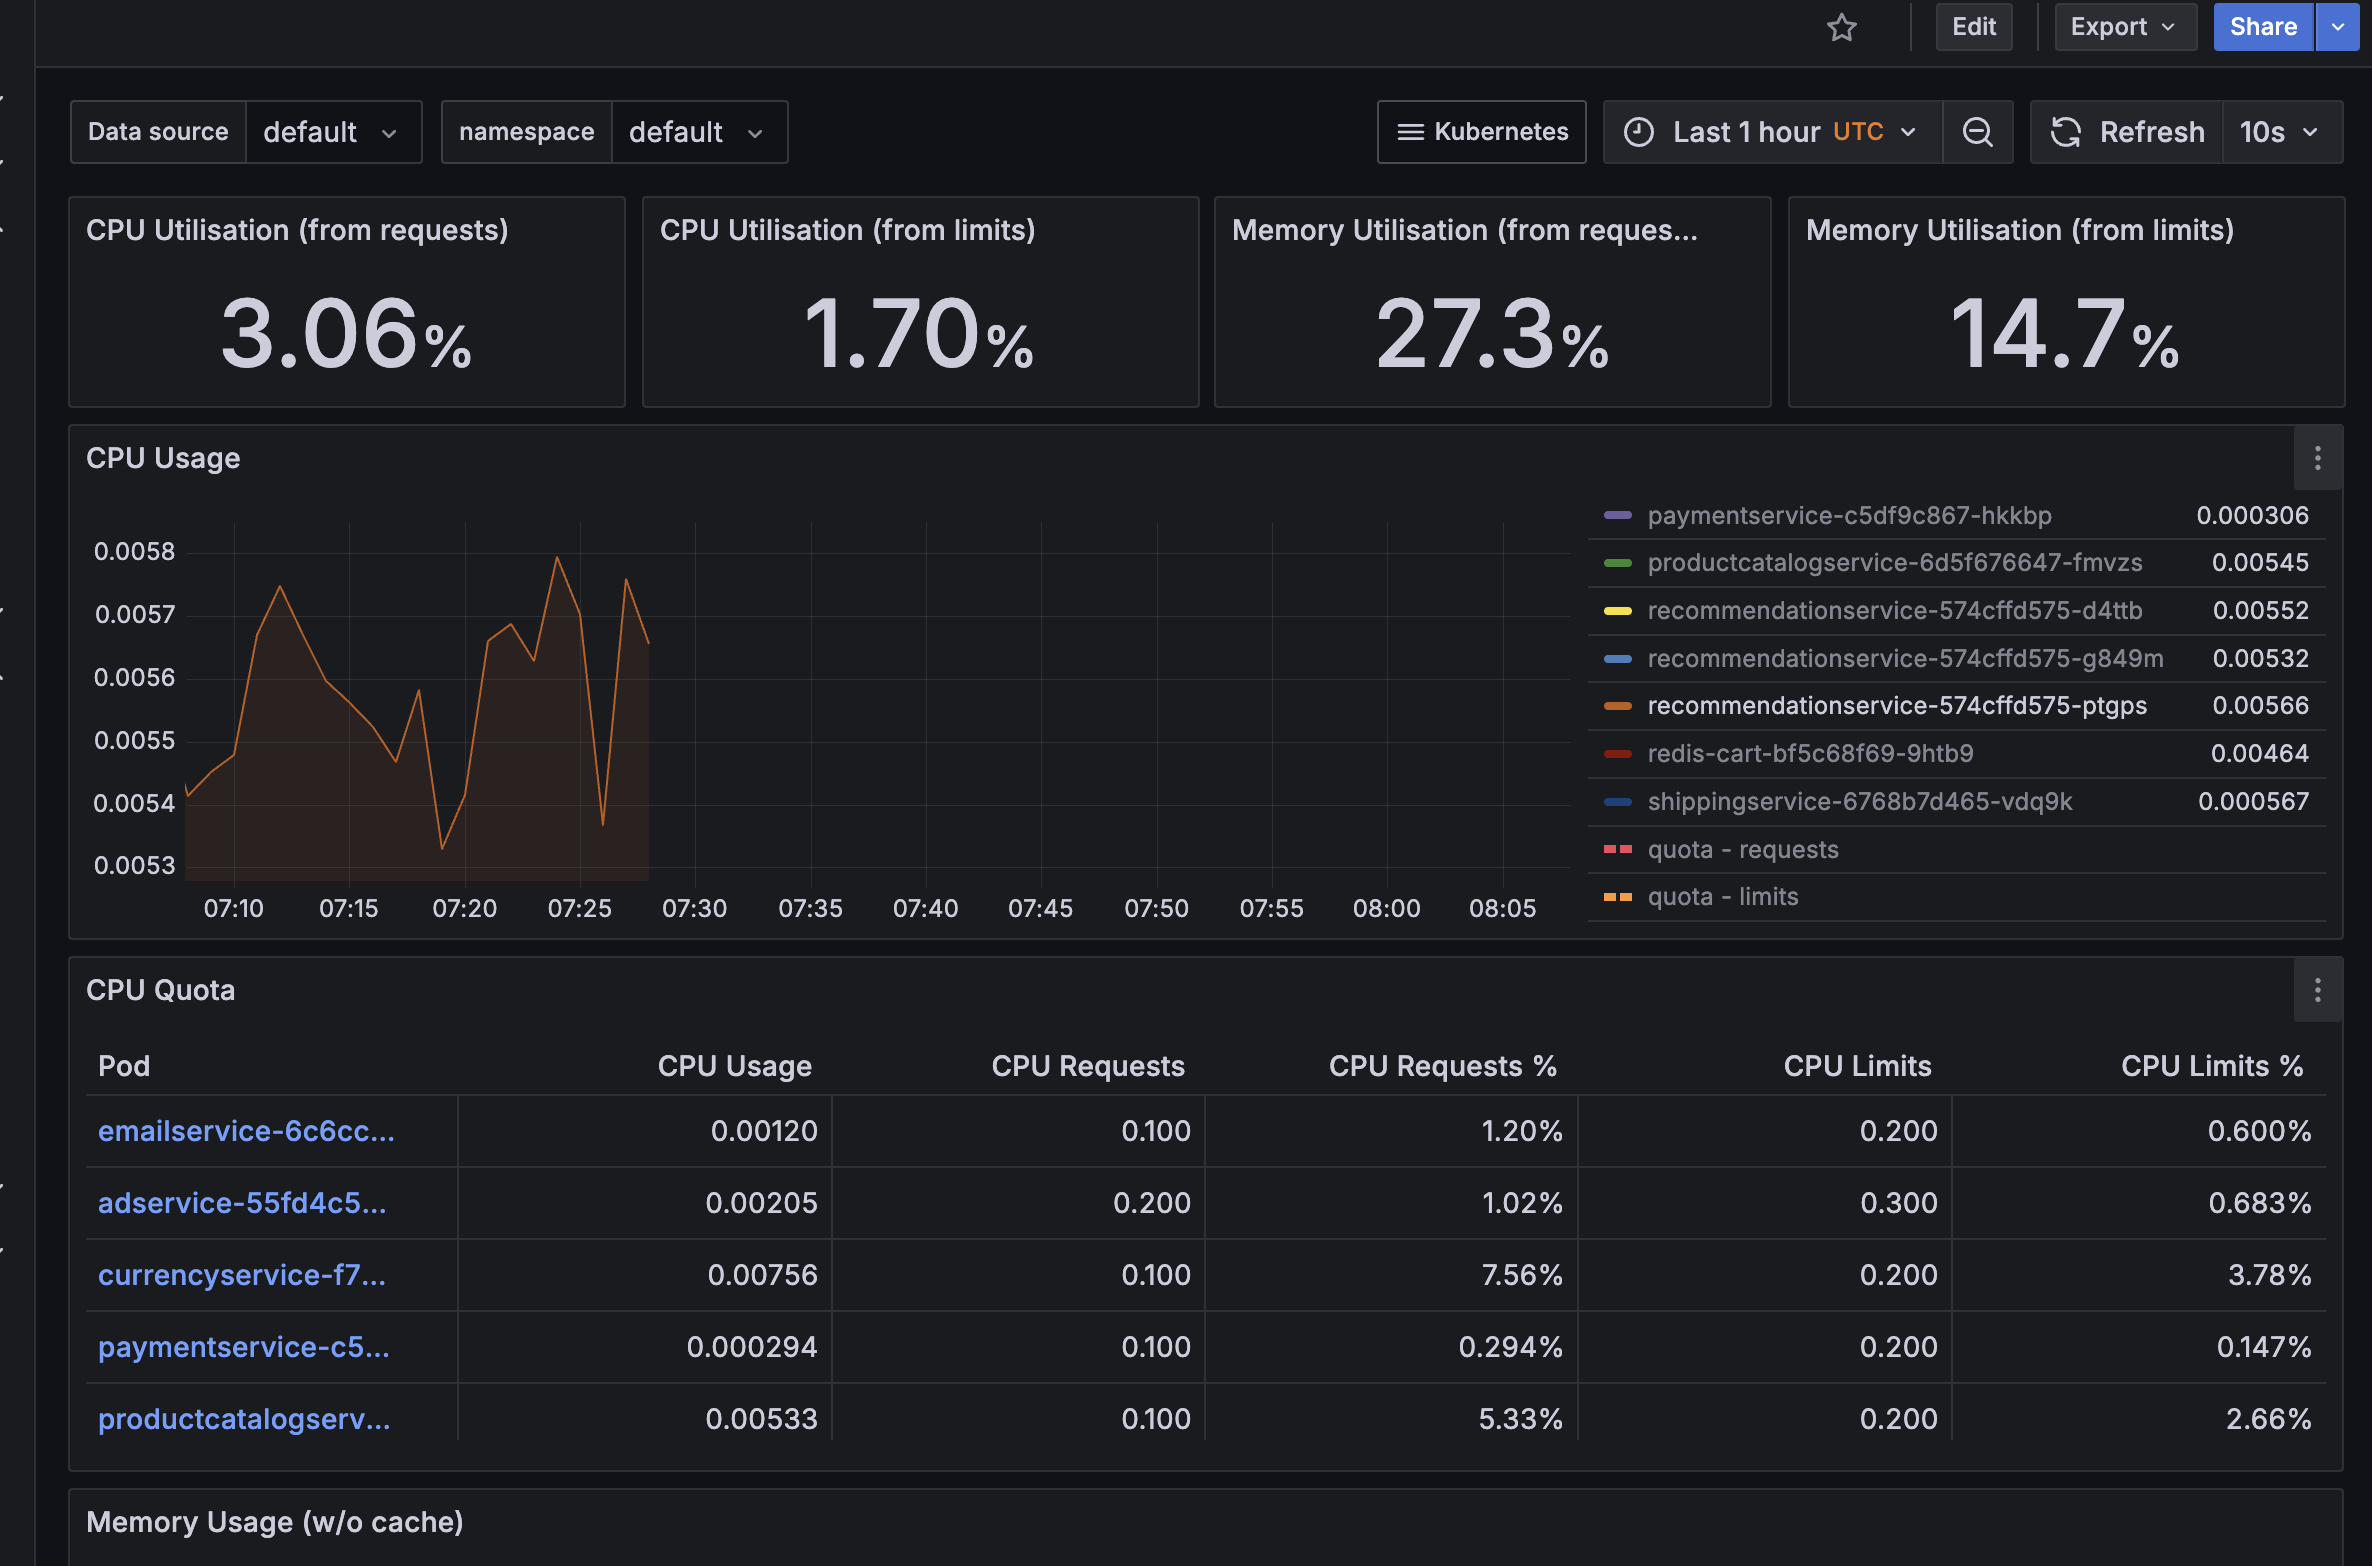 Edit
Export
Share
Data source default
namespace default
Kubernetes
Last 1 hour UTC
Refresh 10s
CPU Utilisation (from requests)
3.06%
CPU Utilisation (from limits)
1.70%
Memory Utilisation (from reques...
27.3%
Memory Utilisation (from limits)
14.7%
CPU Usage
0.0058
0.0057
0.0056
0.0055
0.0054
0.0053
07:10 07:15 07:20 07:25 07:30 07:35 07:40 07:45 07:50 07:55 08:00 08:05
paymentservice-c5df9c867-hkkbp 0.000306
productcatalogservice-6d5f676647-fmvzs 0.00545
recommendationservice-574cffd575-d4ttb 0.00552
recommendationservice-574cffd575-g849m 0.00532
recommendationservice-574cffd575-ptgps 0.00566
redis-cart-bf5c68f69-9htb9 0.00464
shippingservice-6768b7d465-vdq9k 0.000567
quota - requests
quota - limits
CPU Quota
Pod CPU Usage CPU Requests CPU Requests % CPU Limits CPU Limits %
emailservice-6c6cc... 0.00120 0.100 1.20% 0.200 0.600%
adservice-55fd4c5... 0.00205 0.200 1.02% 0.300 0.683%
currencyservice-f7... 0.00756 0.100 7.56% 0.200 3.78%
paymentservice-c5... 0.000294 0.100 0.294% 0.200 0.147%
productcatalogserv... 0.00533 0.100 5.33% 0.200 2.66%
Memory Usage (w/o cache)